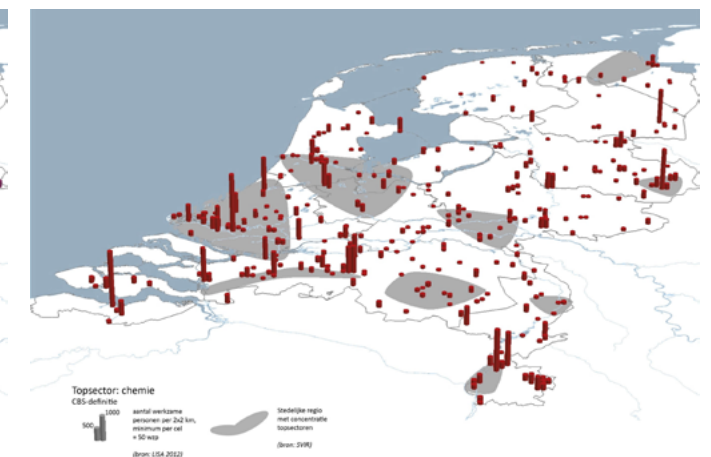 Topsector: chemie
CBS-definitie
1000
500
aantal werkzame
personen per 2x2 km,
minimum per cel
< 50 wzp
(bron: LISA 2012)
Stedelijke regio
met concentratie
topsectoren
(bron: SVIR)